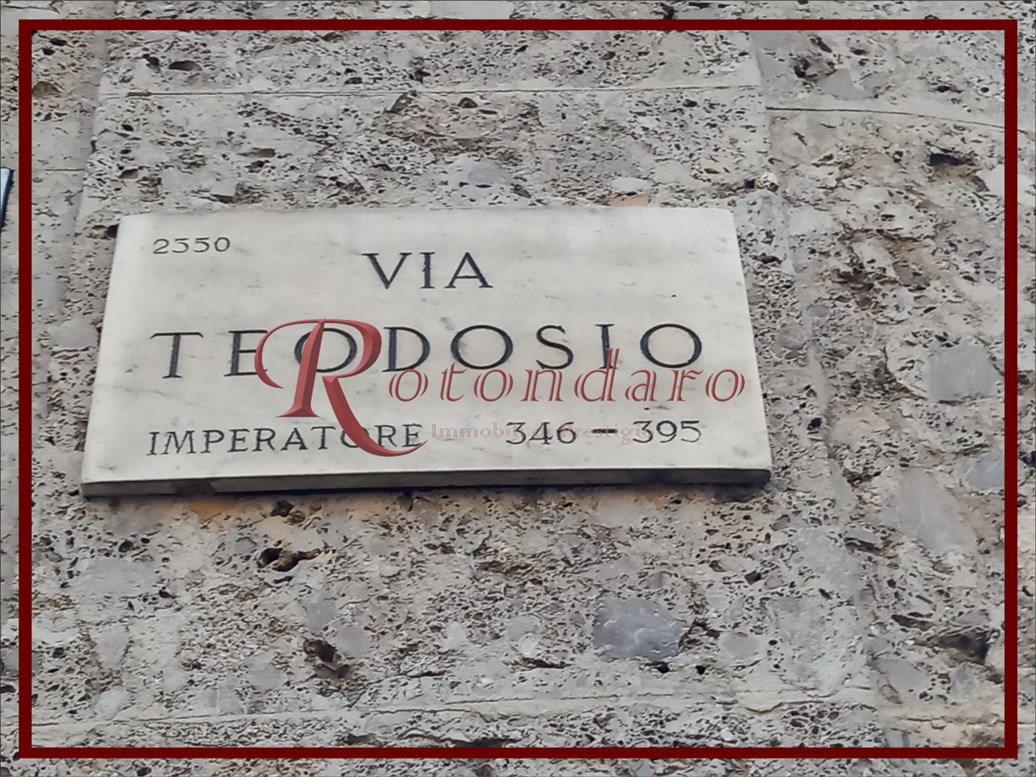 2550
VIA
TEODOSIO
Rotondaro
IMPERATORE 346 - 395